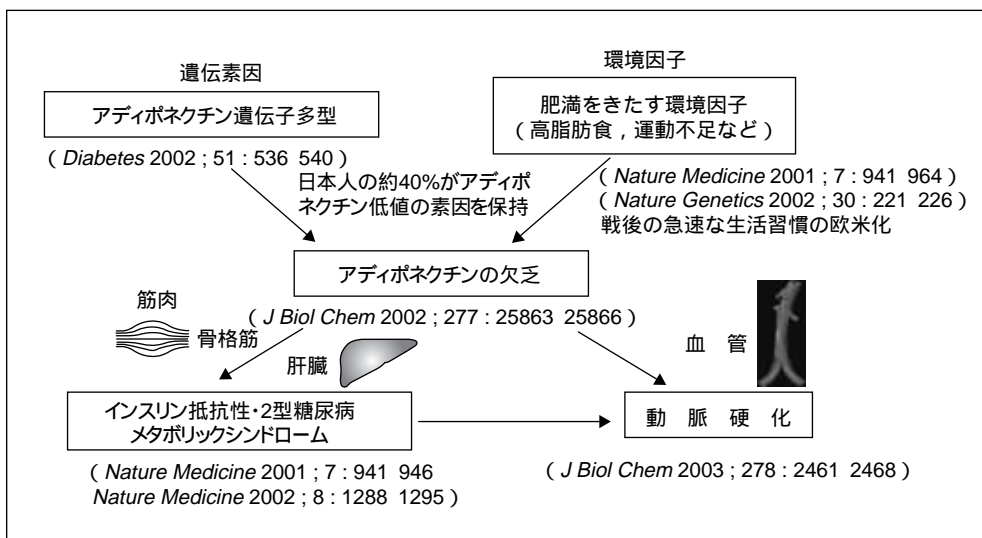 遺伝素因
アディポネクチン遺伝子多型
( Diabetes 2002 ; 51 : 536 540 )
環境因子
肥満をきたす環境因子
( 高脂肪食 , 運動不足など )
( Nature Medicine 2001 ; 7 : 941 964 )
( Nature Genetics 2002 ; 30 : 221 226 )
戦後の急速な生活習慣の欧米化
日本人の約40%がアディポ
ネクチン低値の素因を保持
アディポネクチンの欠乏
( J Biol Chem 2002 ; 277 : 25863 25866 )
筋肉
骨格筋
肝臓
血 管
インスリン抵抗性・2型糖尿病
メタボリックシンドローム
( Nature Medicine 2001 ; 7 : 941 946
Nature Medicine 2002 ; 8 : 1288 1295 )
動 脈 硬 化
( J Biol Chem 2003 ; 278 : 2461 2468 )